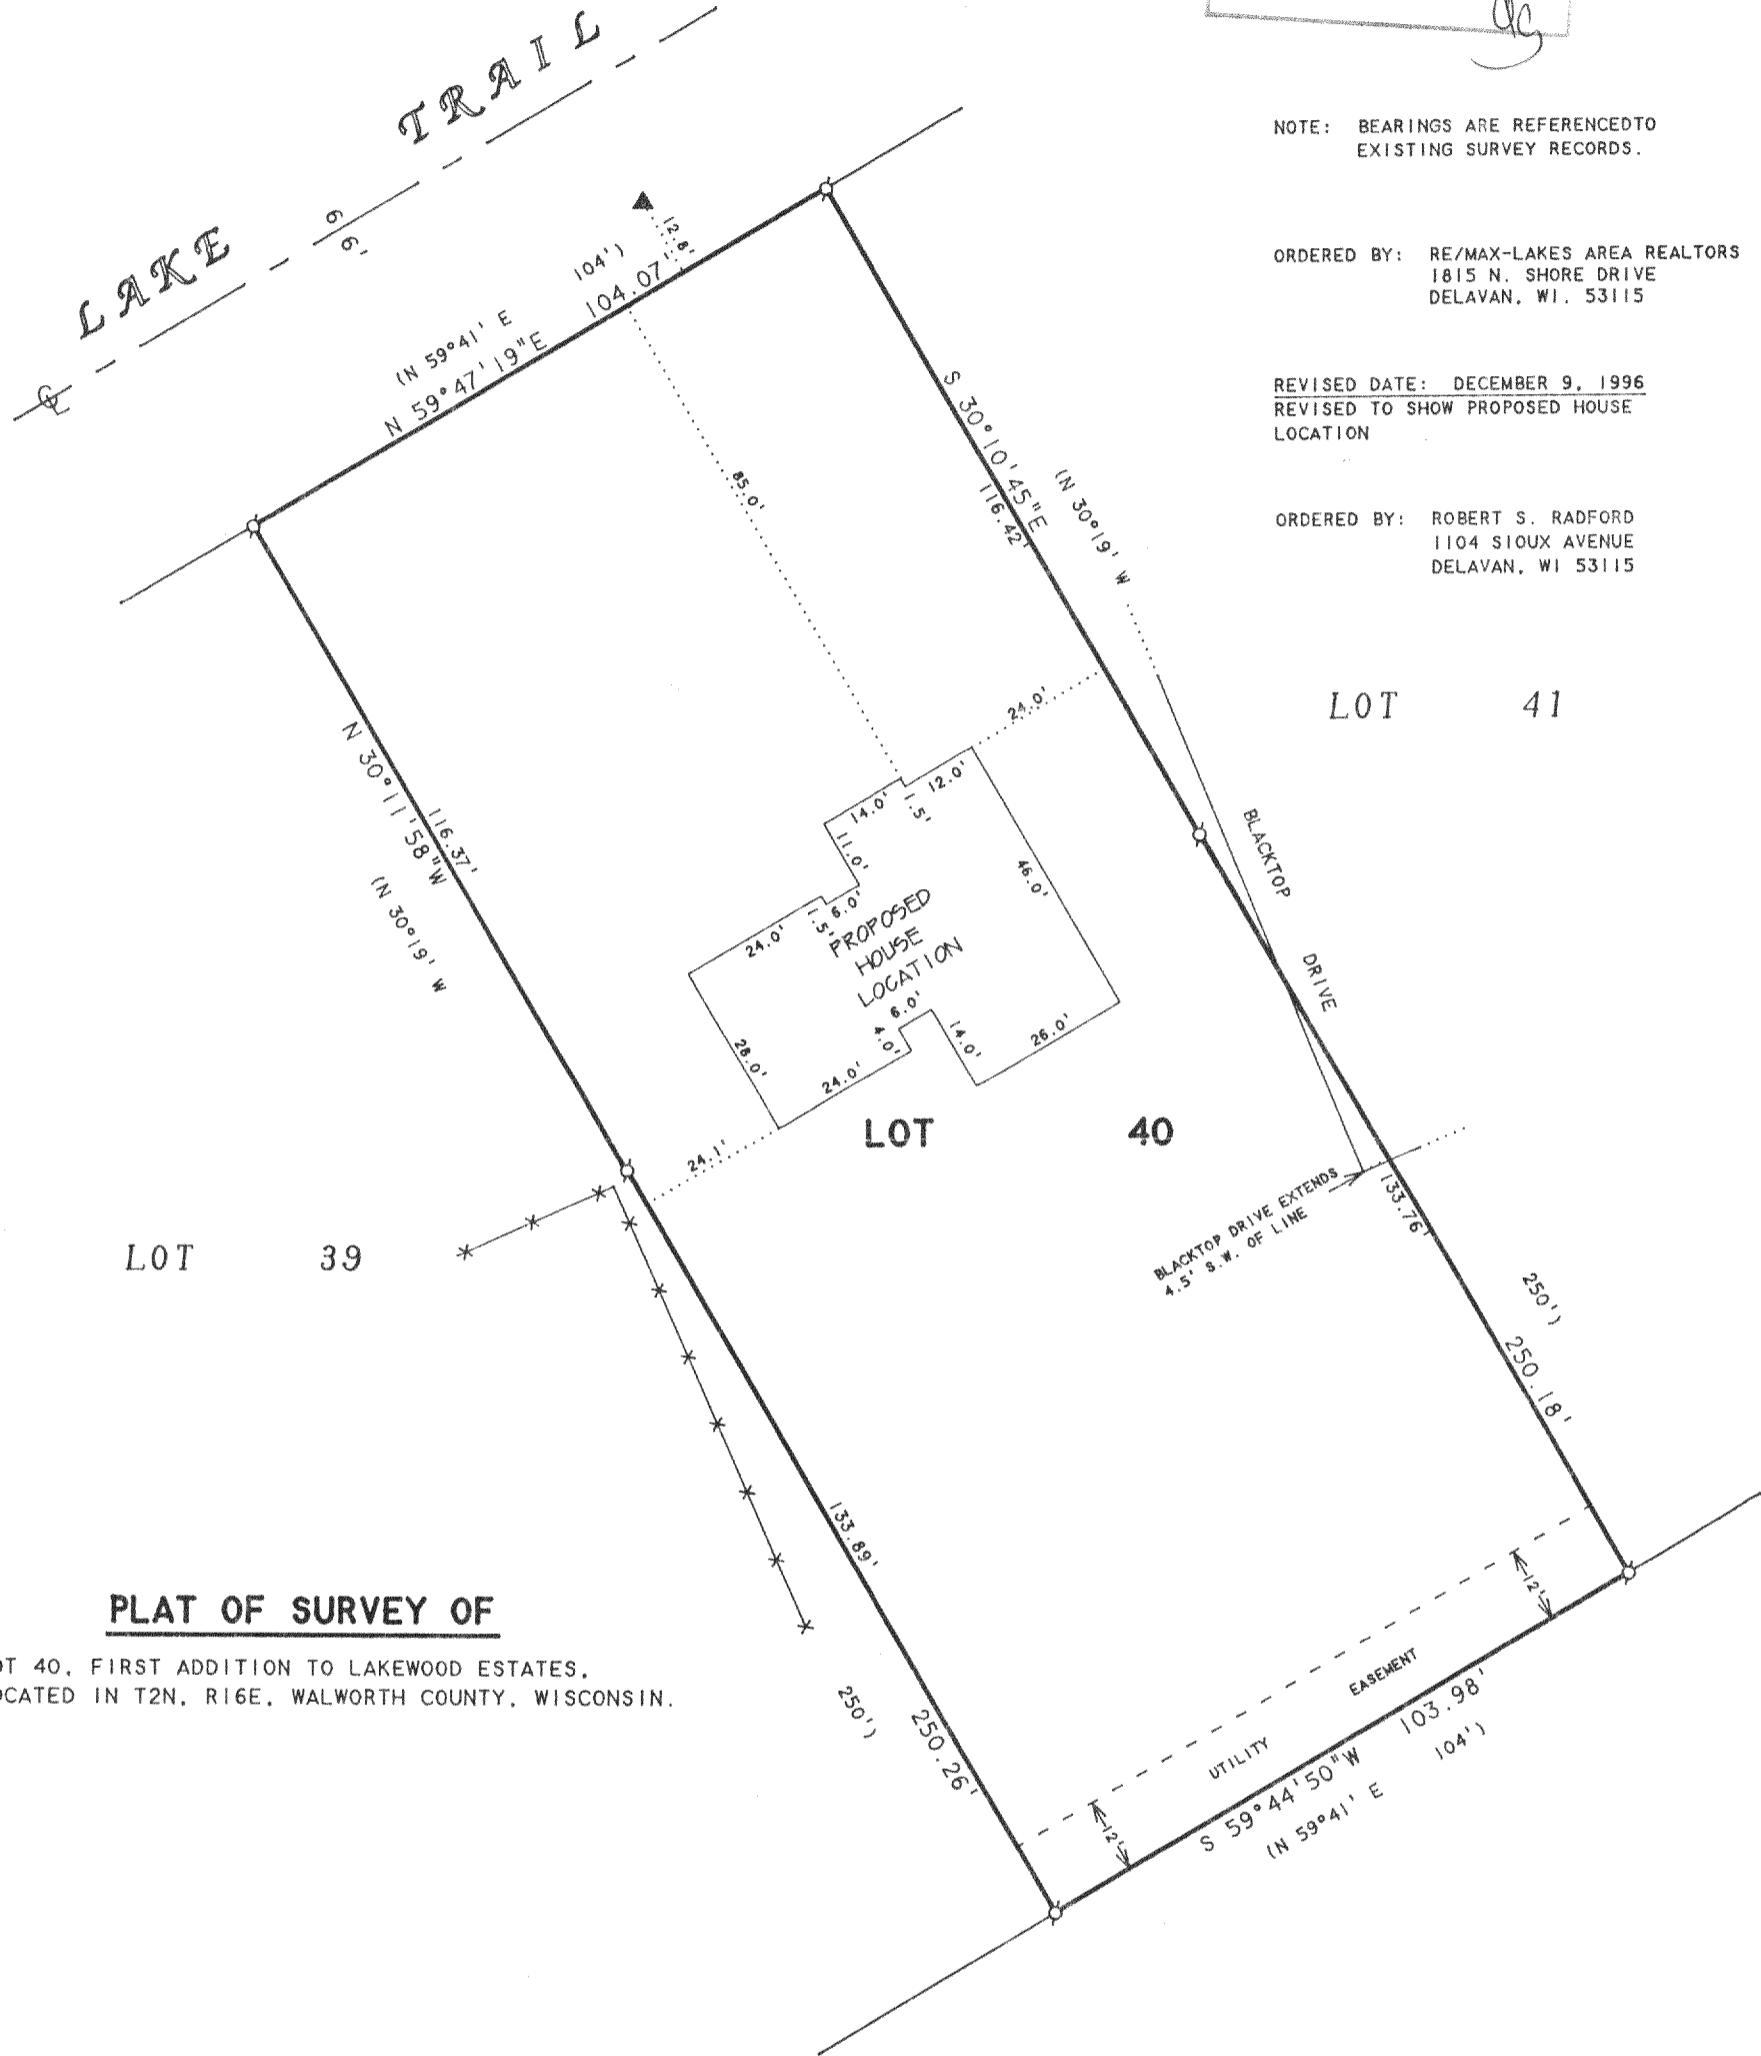 LAKE TRAIL
66'
NOTE: BEARINGS ARE REFERENCEDTO
EXISTING SURVEY RECORDS.
ORDERED BY: RE/MAX-LAKES AREA REALTORS
1815 N. SHORE DRIVE
DELAVAN, WI. 53115
REVISED DATE: DECEMBER 9, 1996
REVISED TO SHOW PROPOSED HOUSE
LOCATION
ORDERED BY: ROBERT S. RADFORD
1104 SIOUX AVENUE
DELAVAN, WI 53115
12.8'
(N 59°41' E 104')
N 59°47'19"E 104.07'
85.0'
S 30°10'45"E
116.42'
(N 30°19' W
LOT 41
24.0'
N 30°11'58"W
116.37'
(N 30°19' W
12.0'
14.0'
1.5'
11.0'
46.0'
6.0'
1.5'
24.0'
PROPOSED
HOUSE
LOCATION
6.0'
4.0'
14.0'
26.0'
28.0'
24.0'
24.1'
BLACKTOP DRIVE
LOT 40
BLACKTOP DRIVE EXTENDS
4.5' S.W. OF LINE
133.76'
LOT 39
250')
250.18'
133.89'
250')
250.26'
12'
UTILITY EASEMENT
12'
S 59°44'50"W 103.98'
(N 59°41' E 104')
PLAT OF SURVEY OF
OT 40, FIRST ADDITION TO LAKEWOOD ESTATES,
OCATED IN T2N, R16E, WALWORTH COUNTY, WISCONSIN.